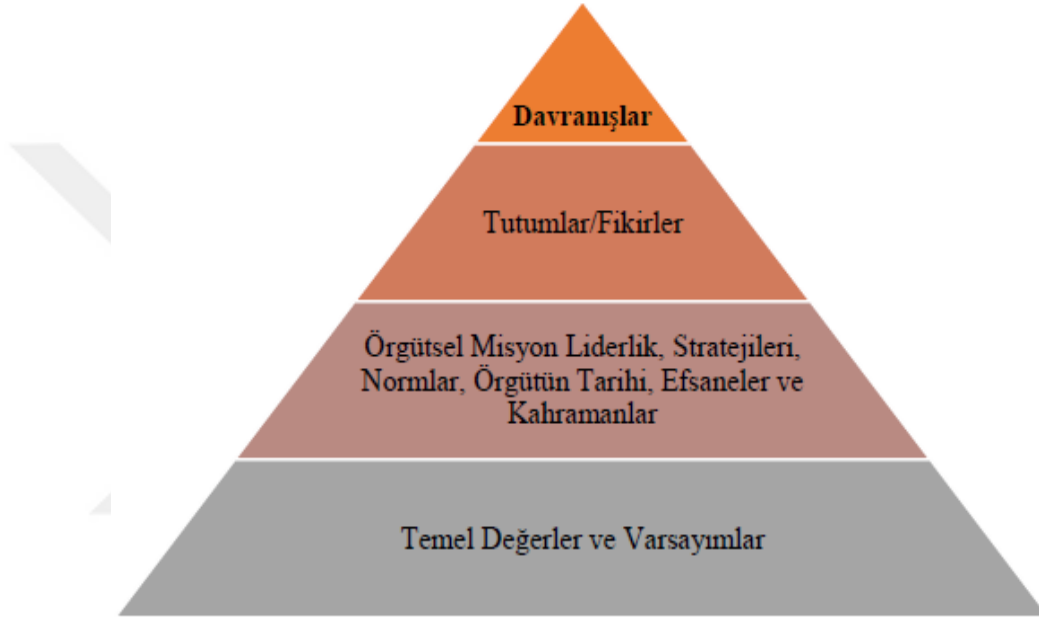 Davranışlar
Tutumlar/Fikirler
Örgütsel Misyon Liderlik, Stratejileri,
Normlar, Örgütün Tarihi, Efsaneler ve
Kahramanlar
Temel Değerler ve Varsayımlar